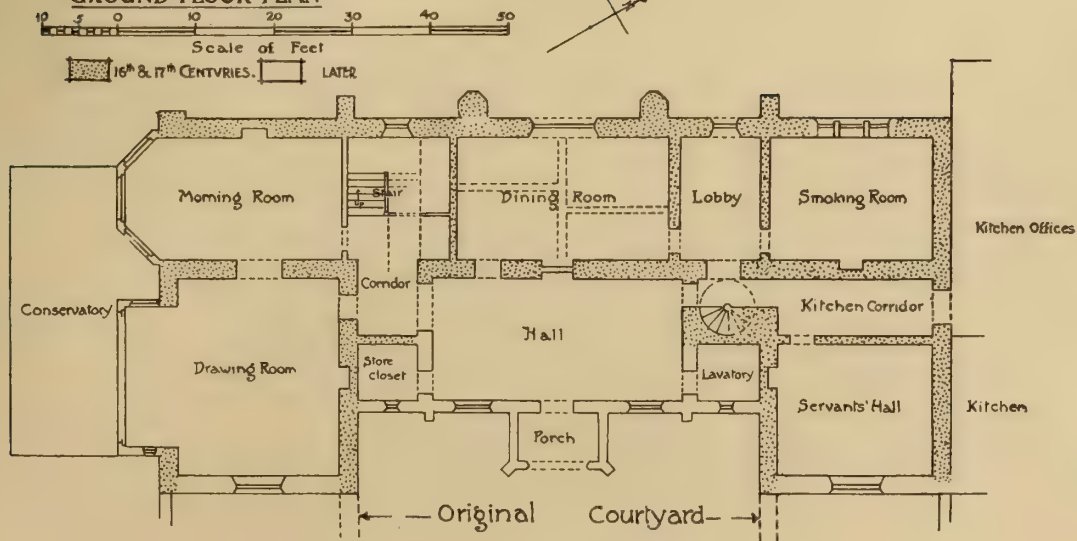 GROUND FLOOR PLAN
10 5 0 10 20 30 40 50
Scale of Feet
16th & 17th CENTVRIES. LATER
Morning Room
Stair
Up
Dining Room
Lobby
Smoking Room
Kitchen Offices
Conservatory
Corridor
Kitchen Corridor
Hall
Drawing Room
Store
closet
Lavatory
Servants' Hall
Kitchen
Porch
Original Courtyard